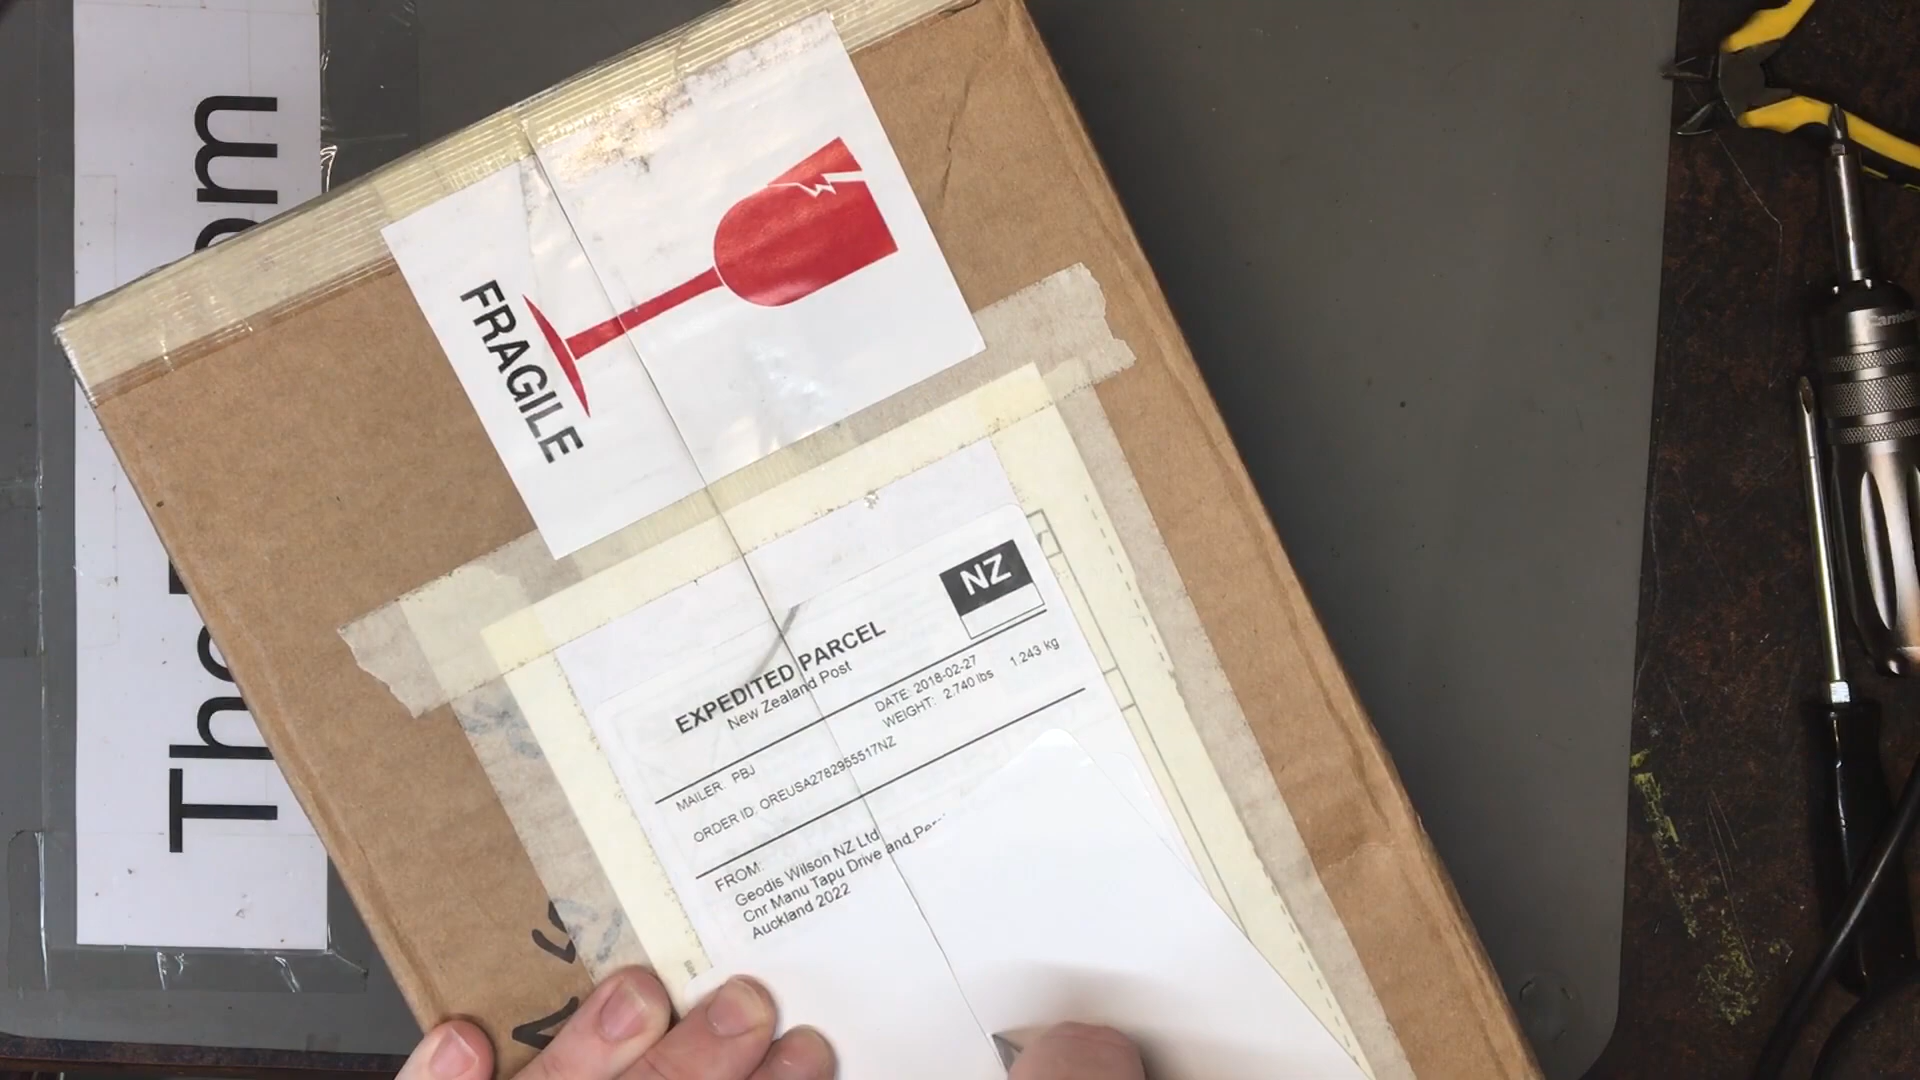 FRAGILE
NZ
EXPEDITED PARCEL
New Zealand Post
DATE: 2018-02-27
WEIGHT: 2.740 lbs 1.243 kg
MAILER: PBJ
ORDER ID: OREUSA2782955517NZ
FROM:
Geodis Wilson NZ Ltd
Cnr Manu Tapu Drive and
Auckland 2022
The